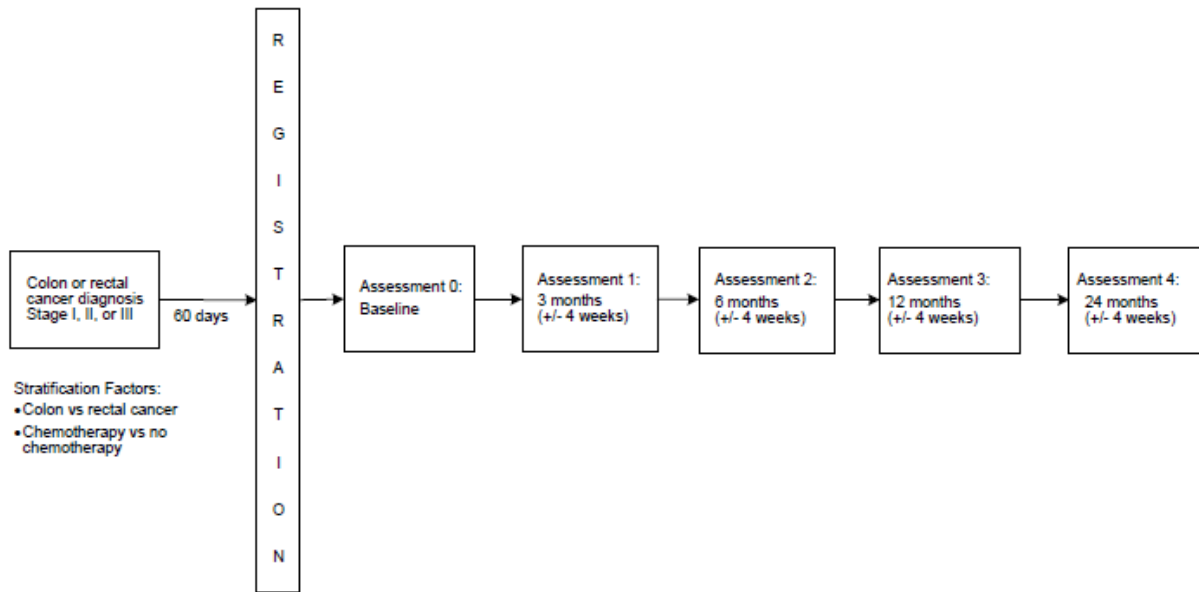 Colon or rectal
cancer diagnosis
Stage I, II, or III
60 days
Stratification Factors:
•Colon vs rectal cancer
•Chemotherapy vs no
chemotherapy
R
E
G
I
S
T
R
A
T
I
O
N
Assessment 0:
Baseline
Assessment 1:
3 months
(+/- 4 weeks)
Assessment 2:
6 months
(+/- 4 weeks)
Assessment 3:
12 months
(+/- 4 weeks)
Assessment 4:
24 months
(+/- 4 weeks)